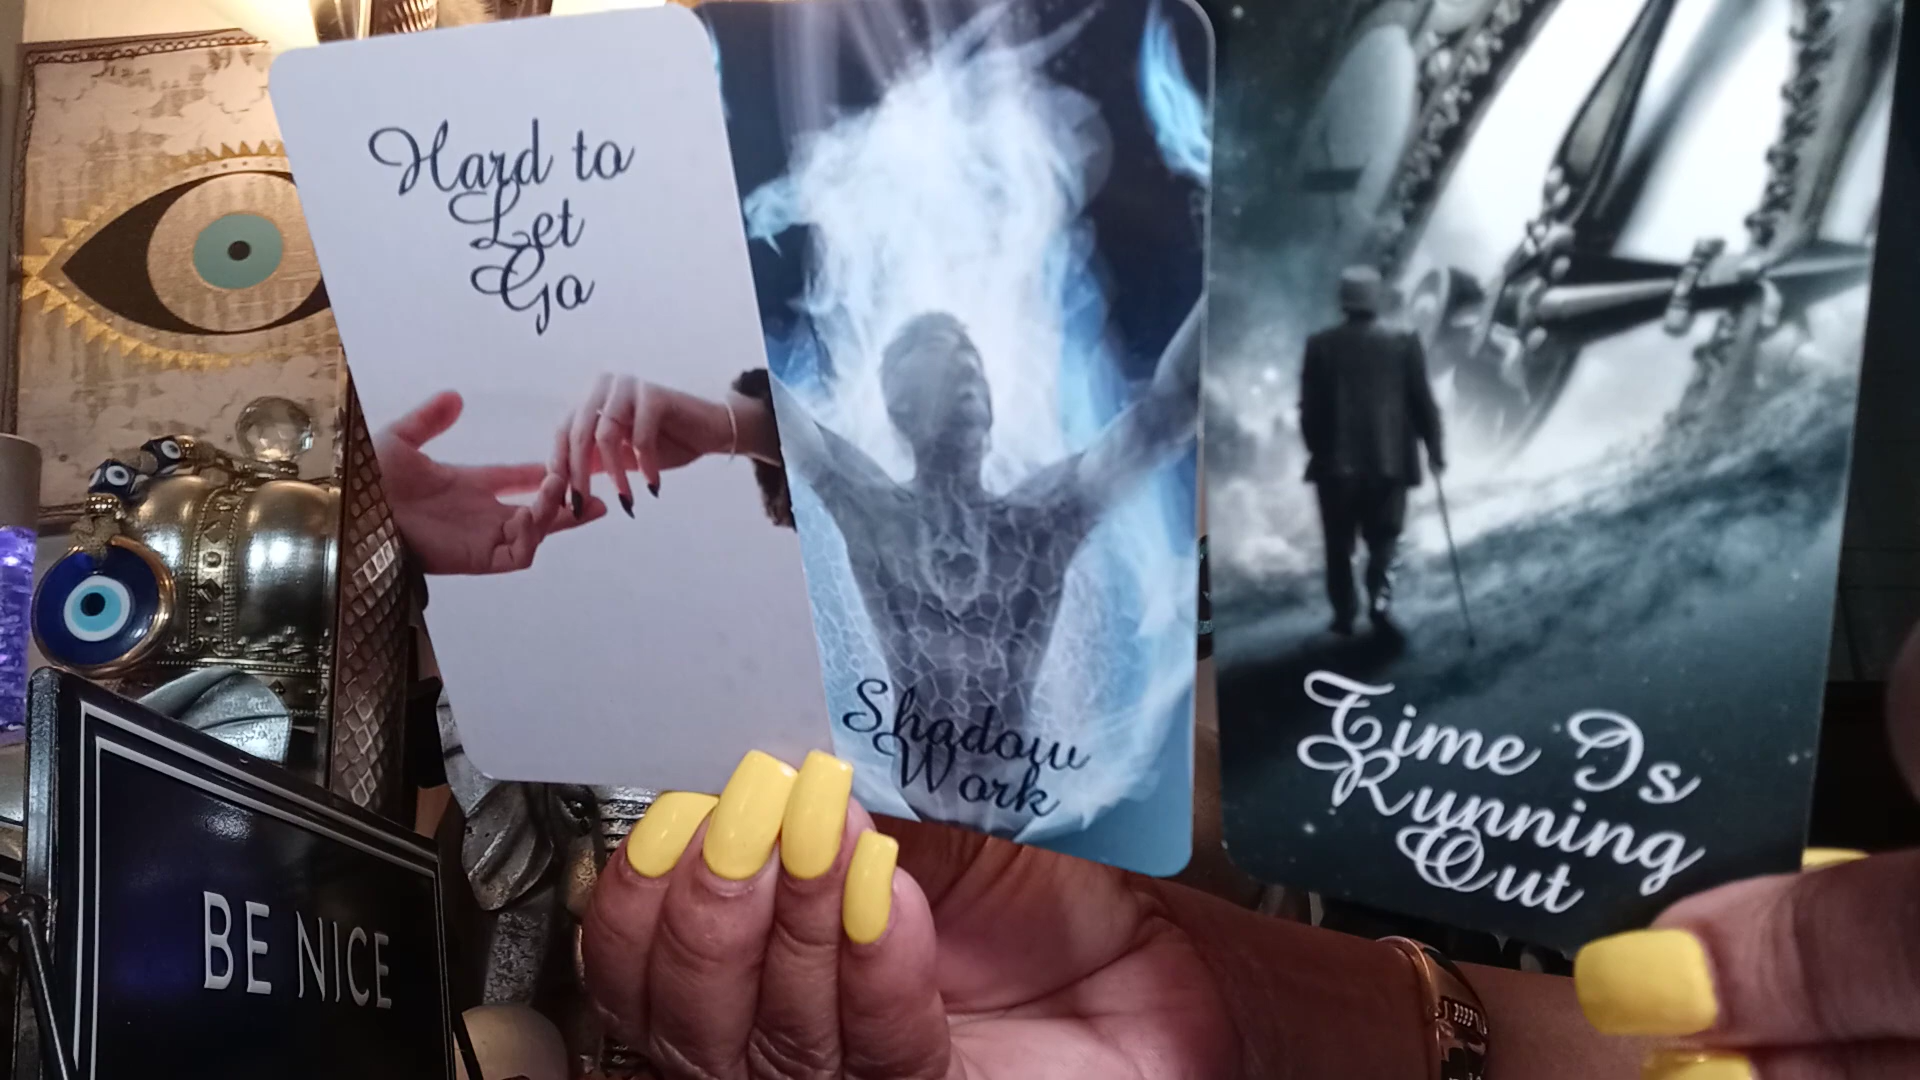 Hard to
Let
Go
Shadow
Work
Time Is
Running
Out
BE NICE